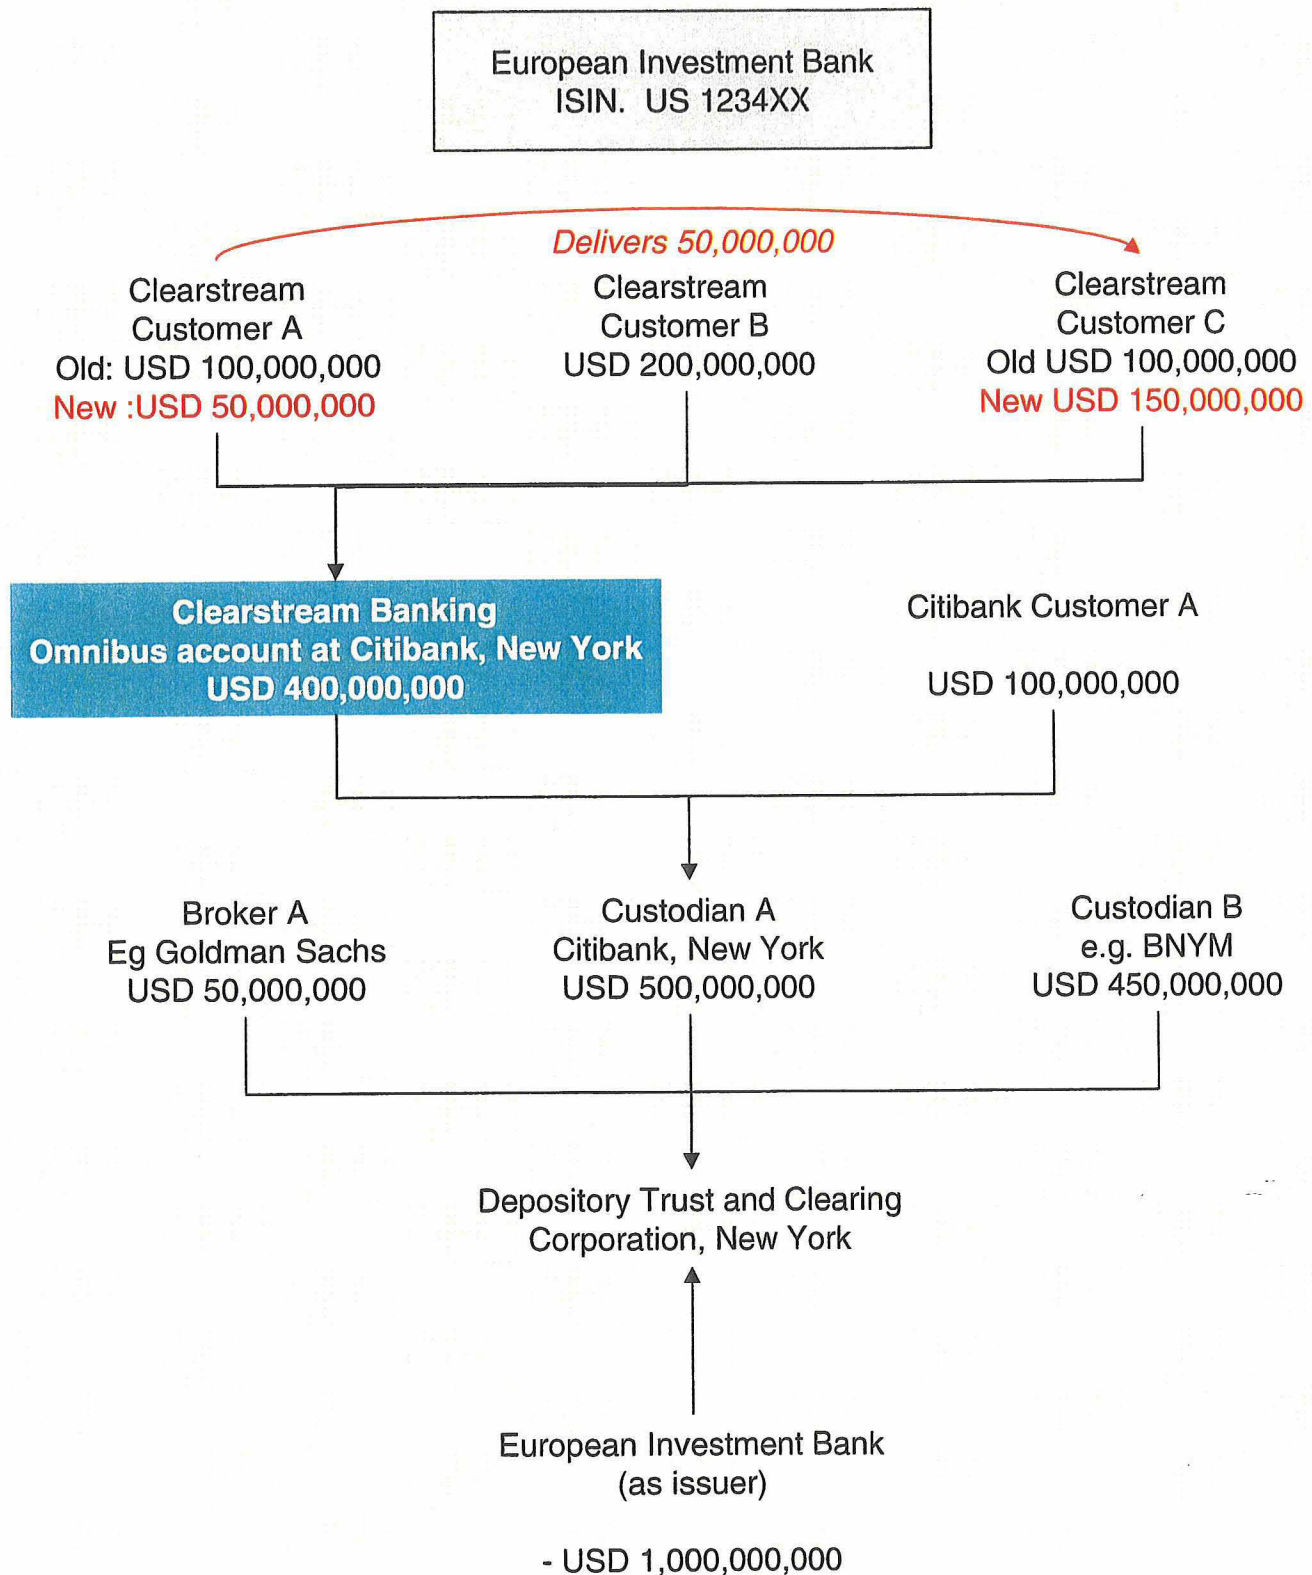 European Investment Bank
ISIN. US 1234XX
Delivers 50,000,000
Clearstream
Customer A
Old: USD 100,000,000
New :USD 50,000,000
Clearstream
Customer B
USD 200,000,000
Clearstream
Customer C
Old USD 100,000,000
New USD 150,000,000
Clearstream Banking
Omnibus account at Citibank, New York
USD 400,000,000
Citibank Customer A
USD 100,000,000
Broker A
Eg Goldman Sachs
USD 50,000,000
Custodian A
Citibank, New York
USD 500,000,000
Custodian B
e.g. BNYM
USD 450,000,000
Depository Trust and Clearing
Corporation, New York
European Investment Bank
(as issuer)
- USD 1,000,000,000